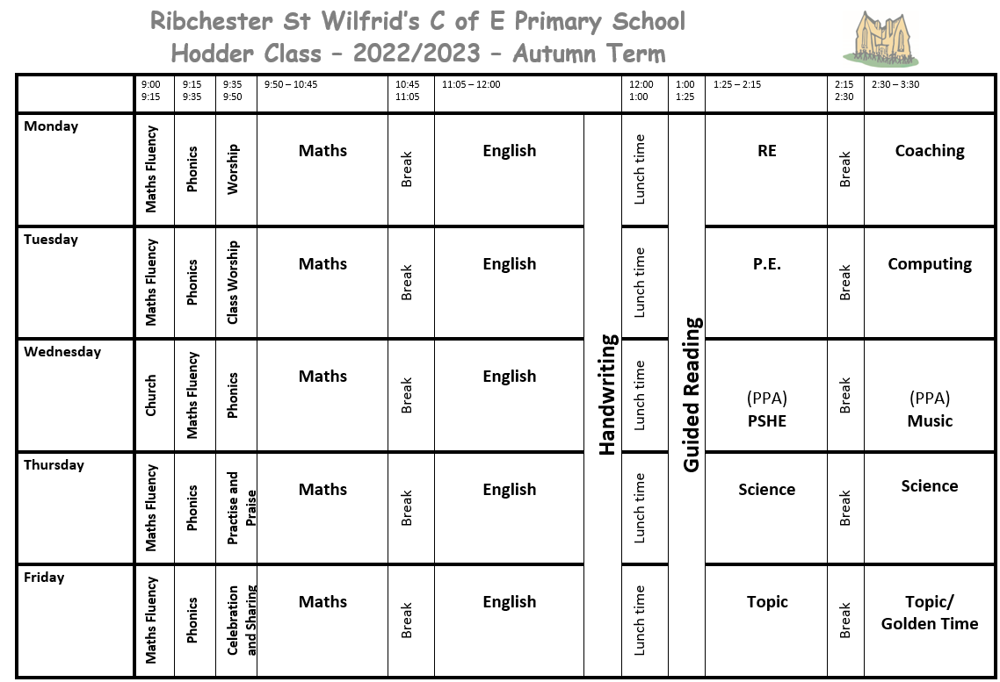 Ribchester St Wilfrid's C of E Primary School
Hodder Class – 2022/2023 – Autumn Term
9:00 9:15 9:35 9:50 – 10:45 10:45 11:05 – 12:00 12:00 1:00 1:25 – 2:15 2:15 2:30 – 3:30
9:15 9:35 9:50 11:05 1:00 1:25 2:30
Monday
Maths Fluency
Phonics
Worship
Maths
Break
English
Handwriting
Lunch time
Guided Reading
RE
Break
Coaching
Tuesday
Maths Fluency
Phonics
Class Worship
Maths
Break
English
Lunch time
P.E.
Break
Computing
Wednesday
Church
Maths Fluency
Phonics
Maths
Break
English
Lunch time
(PPA)
PSHE
Break
(PPA)
Music
Thursday
Maths Fluency
Phonics
Practise and
Praise
Maths
Break
English
Lunch time
Science
Break
Science
Friday
Maths Fluency
Phonics
Celebration
and Sharing
Maths
Break
English
Lunch time
Topic
Break
Topic/
Golden Time